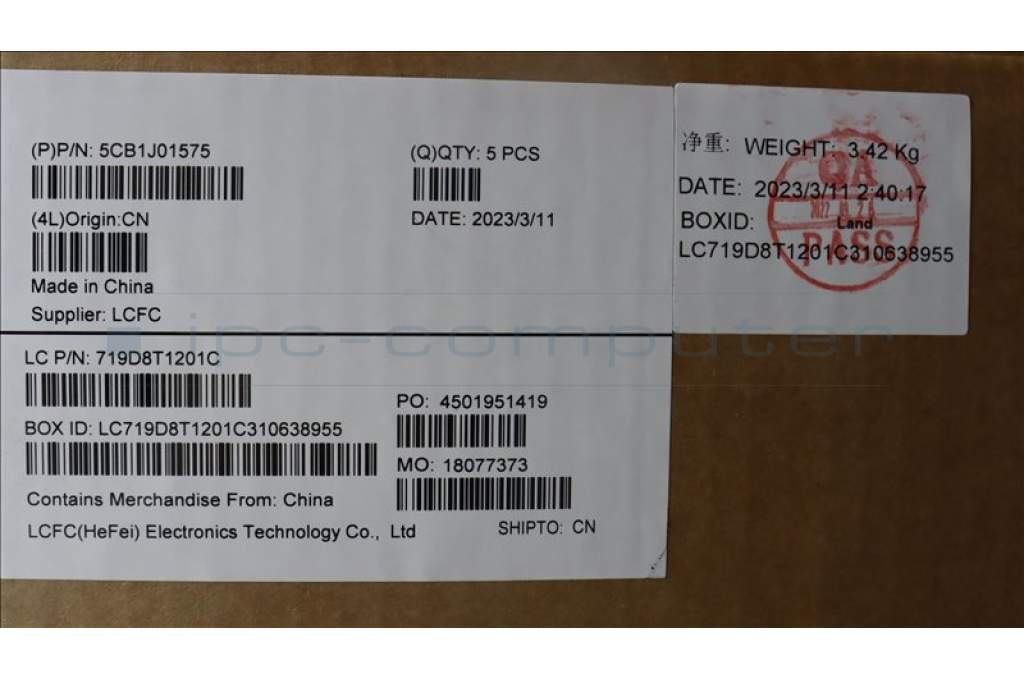 (P)P/N: 5CB1J01575
(Q)QTY: 5 PCS
(4L)Origin:CN
DATE: 2023/3/11
Made in China
Supplier: LCFC
LC P/N: 719D8T1201C
PO: 4501951419
BOX ID: LC719D8T1201C310638955
MO: 18077373
Contains Merchandise From: China
LCFC(HeFei) Electronics Technology Co., Ltd
SHIPTO: CN
净重: WEIGHT: 3.42 Kg
DATE: 2023/3/11 2:40:17
BOXID: Land
LC719D8T1201C310638955
QA
PASS
ipc-computer